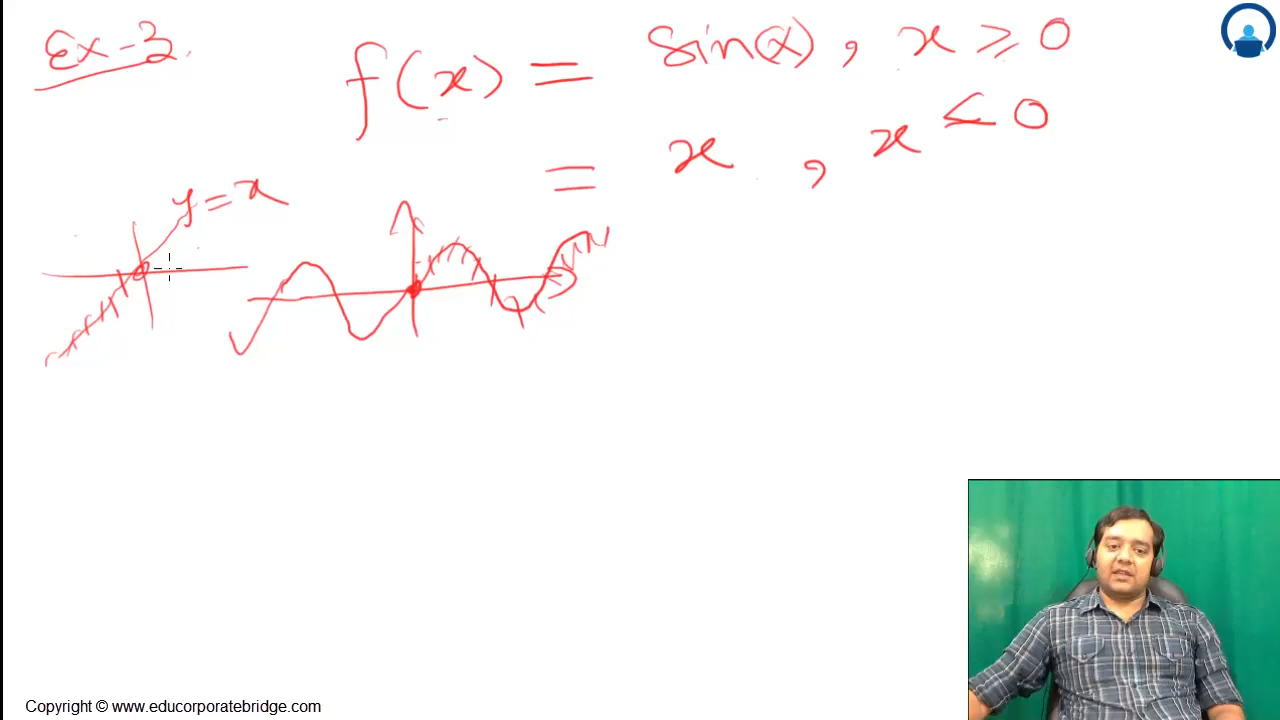 Ex-3
f(x) = sin(x), x ≥ 0
= x, x < 0
y = x
Copyright © www.educorporatebridge.com